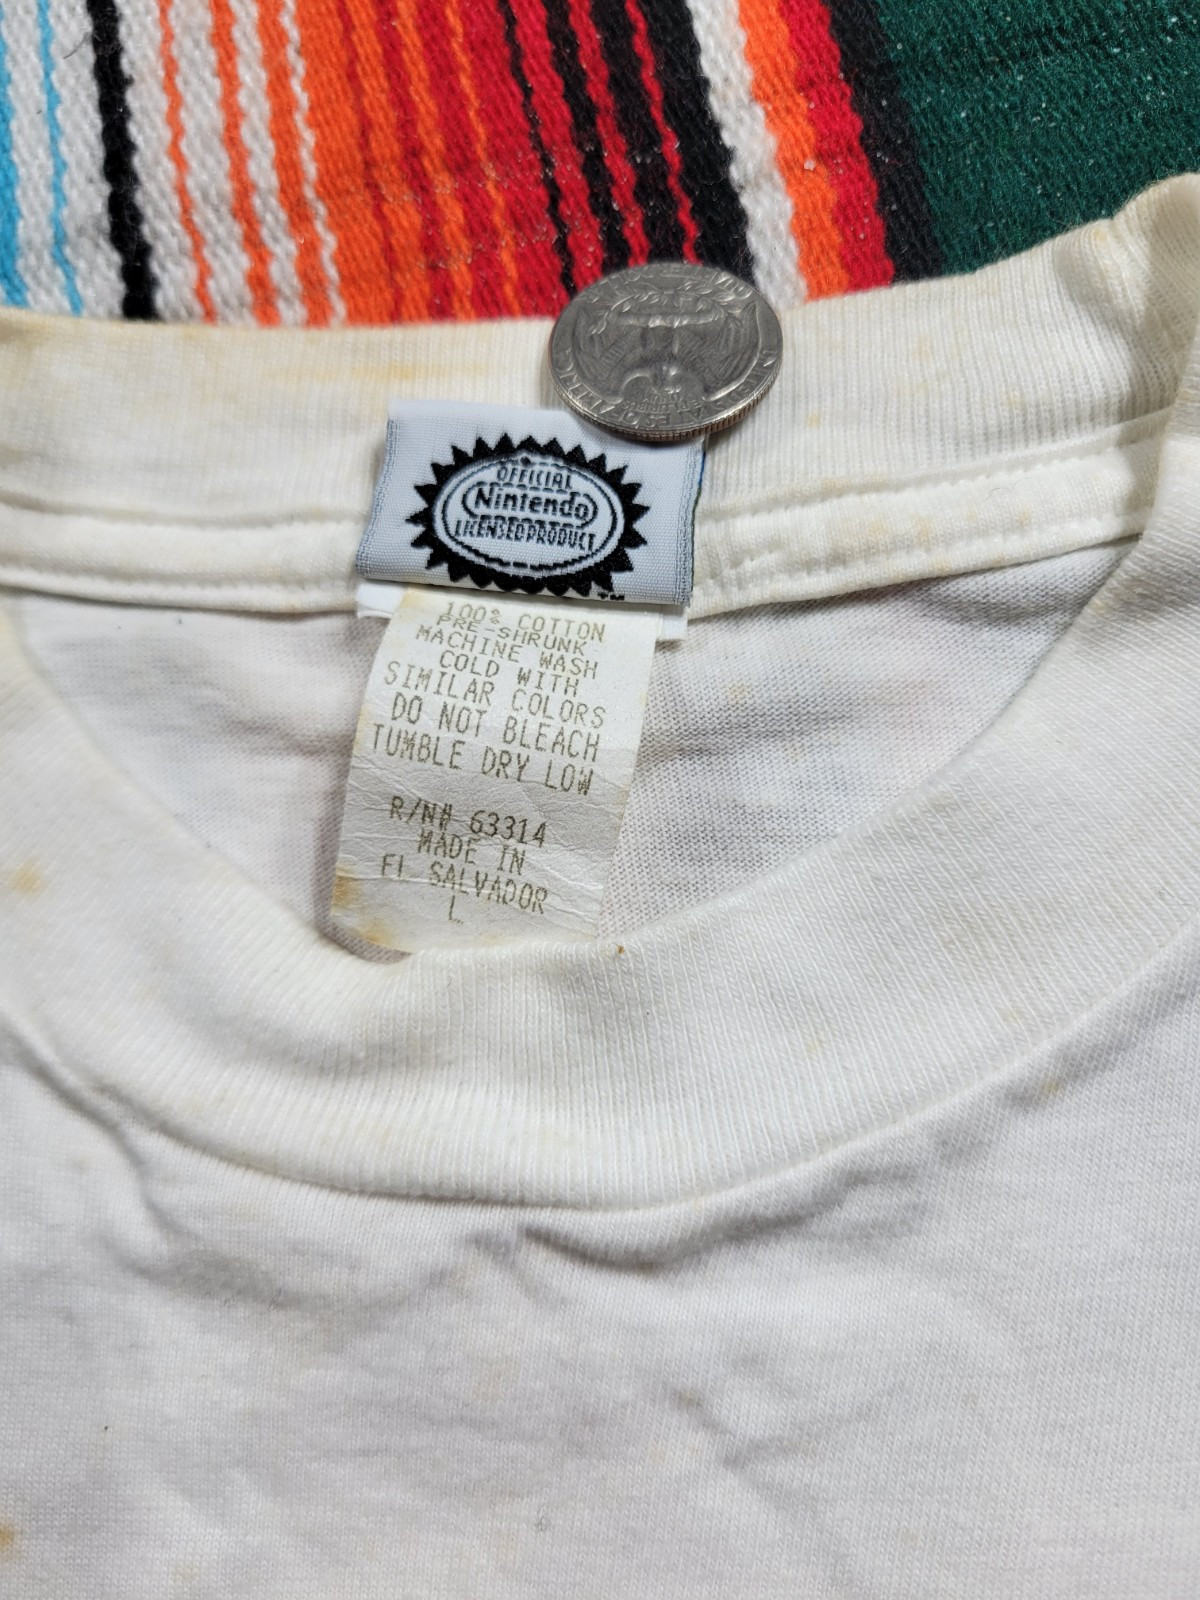 OFFICIAL
Nintendo
LICENSED PRODUCT
TM
100% COTTON
PRE-SHRUNK
MACHINE WASH
COLD WITH
SIMILAR COLORS
DO NOT BLEACH
TUMBLE DRY LOW
R/N# 63314
MADE IN
EL SALVADOR
L